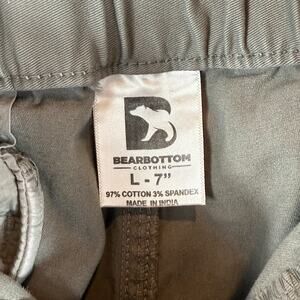 BEARBOTTOM
CLOTHING
L - 7"
97% COTTON 3% SPANDEX
MADE IN INDIA